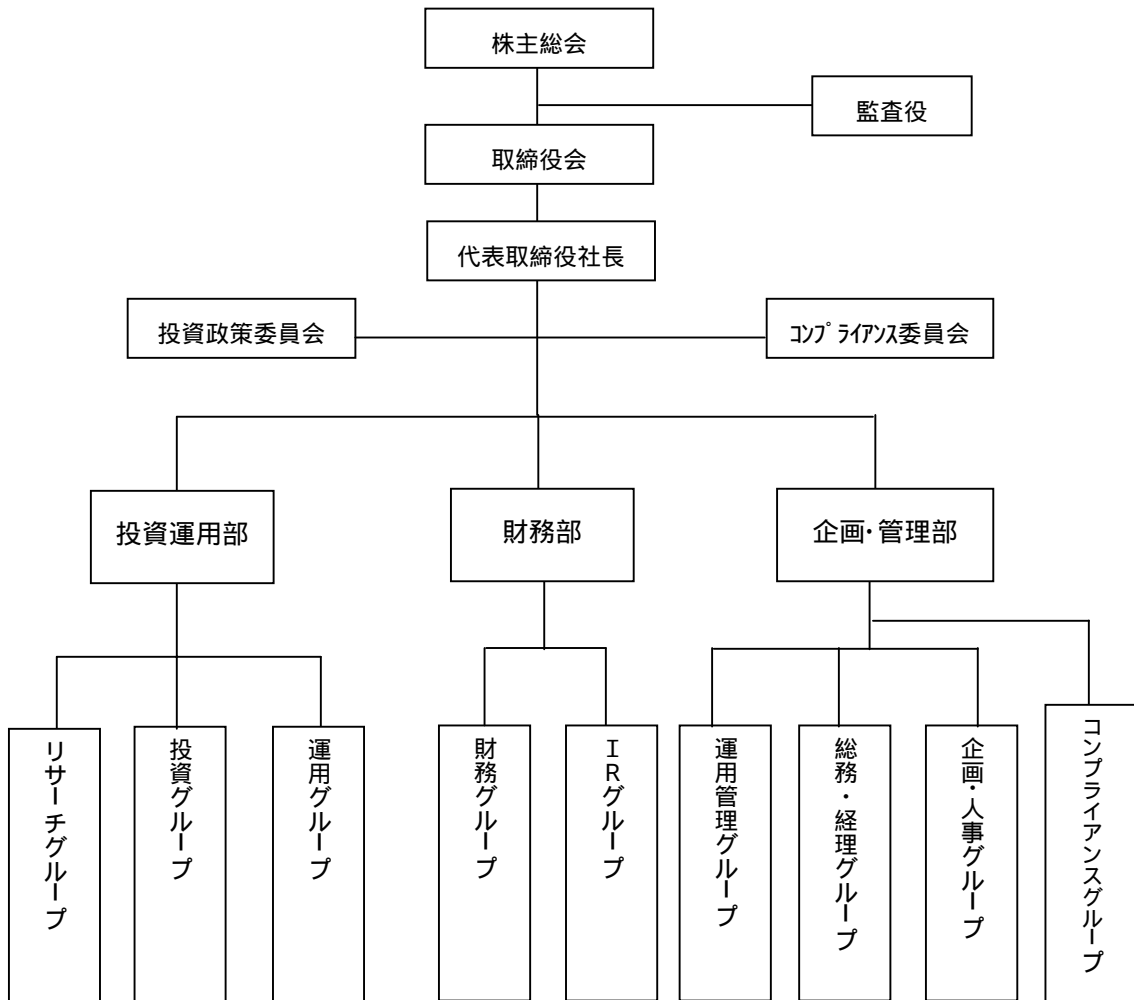 株主総会
監査役
取締役会
代表取締役社長
投資政策委員会
ｺﾝﾌﾟﾗｲｱﾝｽ委員会
投資運用部
財務部
企画・管理部
リサーチグループ
投資グループ
運用グループ
財務グループ
ＩＲグループ
運用管理グループ
総務・経理グループ
企画・人事グループ
コンプライアンスグループ